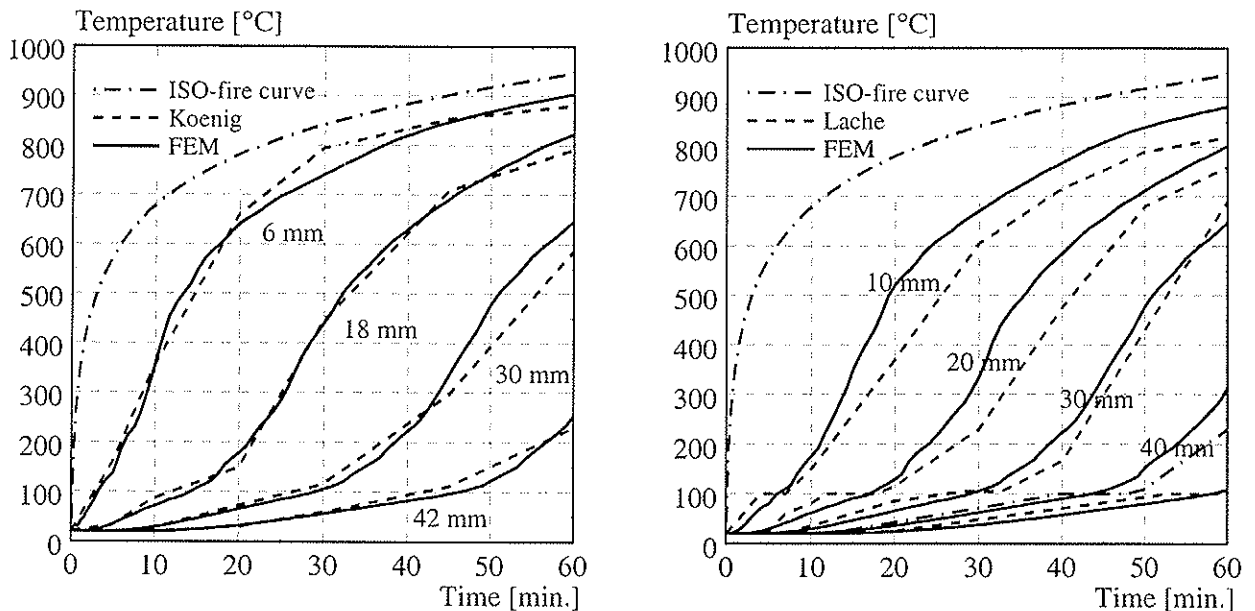 Temperature [°C]
1000
900
800
700
600
500
400
300
200
100
0
ISO-fire curve
Koenig
FEM
6 mm
18 mm
30 mm
42 mm
0 10 20 30 40 50 60
Time [min.]
Temperature [°C]
1000
900
800
700
600
500
400
300
200
100
0
ISO-fire curve
Lache
FEM
10 mm
20 mm
30 mm
40 mm
0 10 20 30 40 50 60
Time [min.]